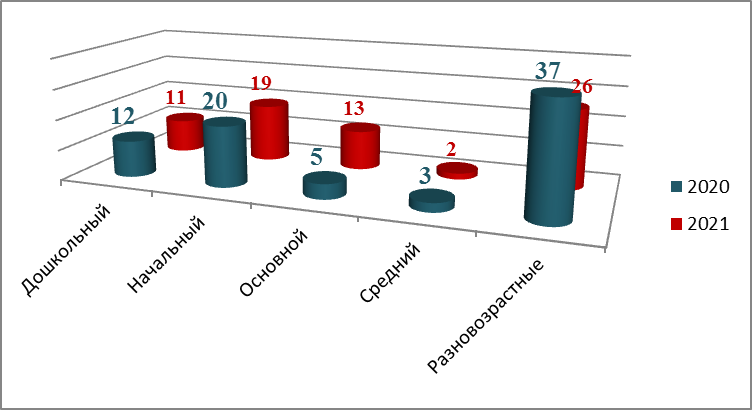 12
11
20
19
5
13
3
2
37
26
Дошкольный
Начальный
Основной
Средний
Разновозрастные
2020
2021